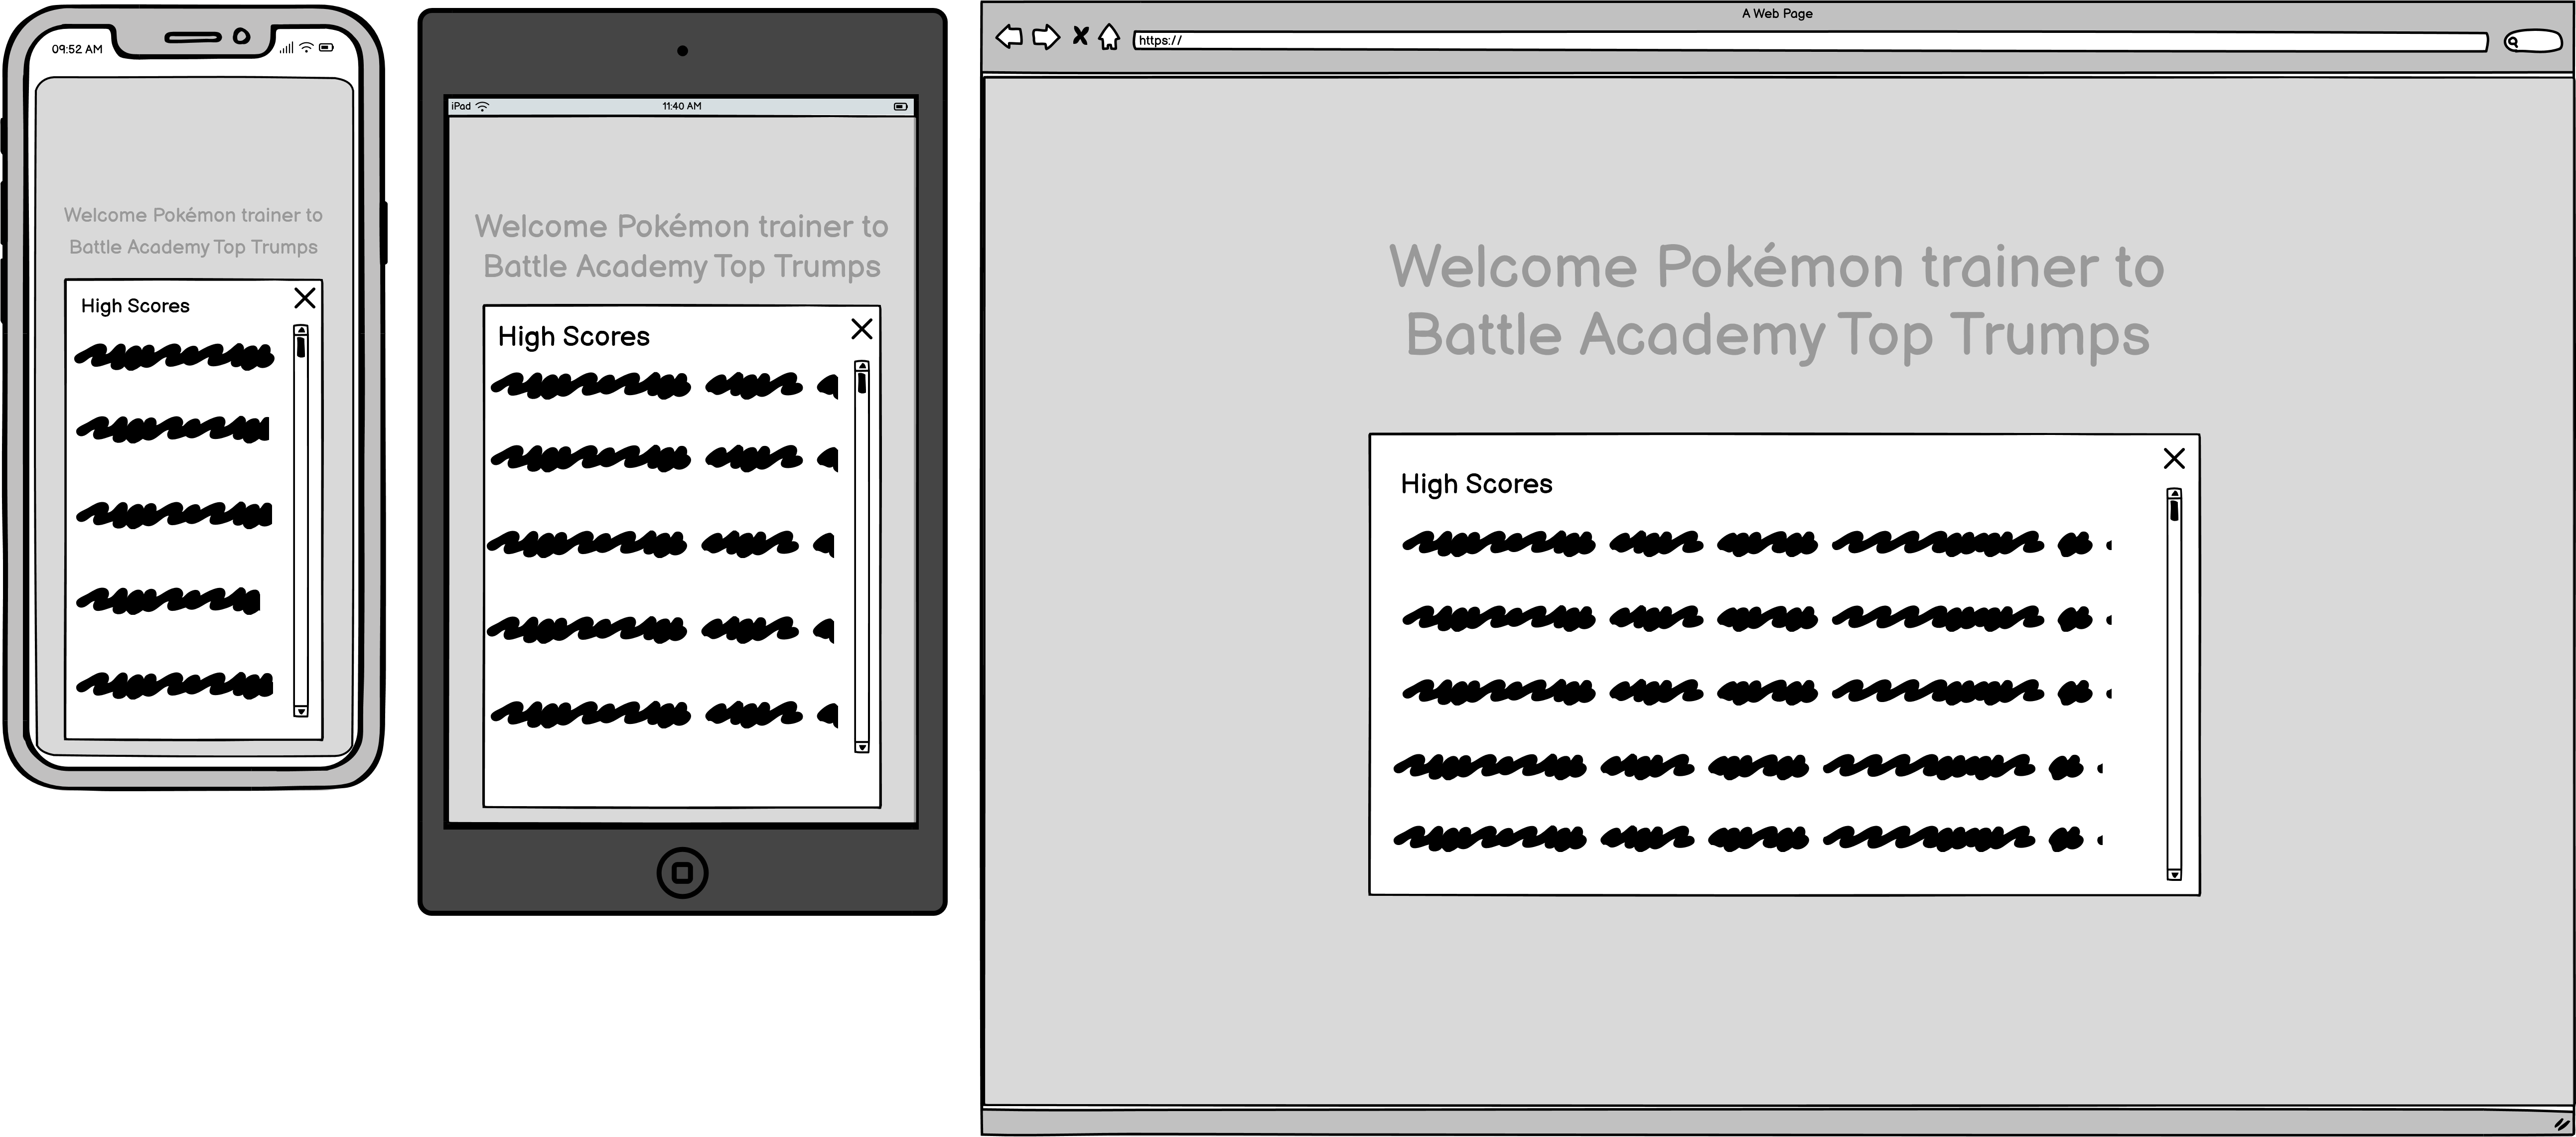 09:52 AM
Welcome Pokémon trainer to
Battle Academy Top Trumps
High Scores
iPad
11:40 AM
Welcome Pokémon trainer to
Battle Academy Top Trumps
High Scores
A Web Page
https://
Welcome Pokémon trainer to
Battle Academy Top Trumps
High Scores